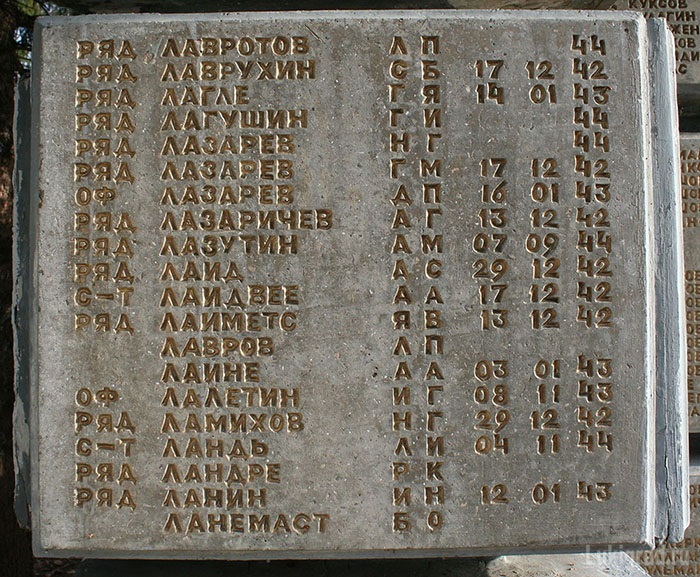 РЯД ЛАВРОТОВ Л П 44
РЯД ЛАВРУХИН С Б 17 12 42
РЯД ЛАГЛЕ Г Я 14 01 43
РЯД ЛАГУШИН Г И 44
РЯД ЛАЗАРЕВ Н Г 44
РЯД ЛАЗАРЕВ Г М 17 12 42
ОФ ЛАЗАРЕВ Д П 16 01 43
РЯД ЛАЗАРИЧЕВ А Г 13 12 42
РЯД ЛАЗУТИН А М 07 09 44
РЯД ЛАИД А С 29 12 42
С-Т ЛАИДВЕЕ А А 17 12 42
РЯД ЛАИМЕТС Я В 13 12 42
ЛАВРОВ Л П
ЛАИНЕ А А 03 01 43
ОФ ЛАЛЕТИН И Г 08 11 43
РЯД ЛАМИХОВ Н Г 29 12 42
С-Т ЛАНДЬ Л И 04 11 44
РЯД ЛАНДРЕ Р К
РЯД ЛАНИН И Н 12 01 43
ЛАНЕМАСТ Б О
КУКСОВ